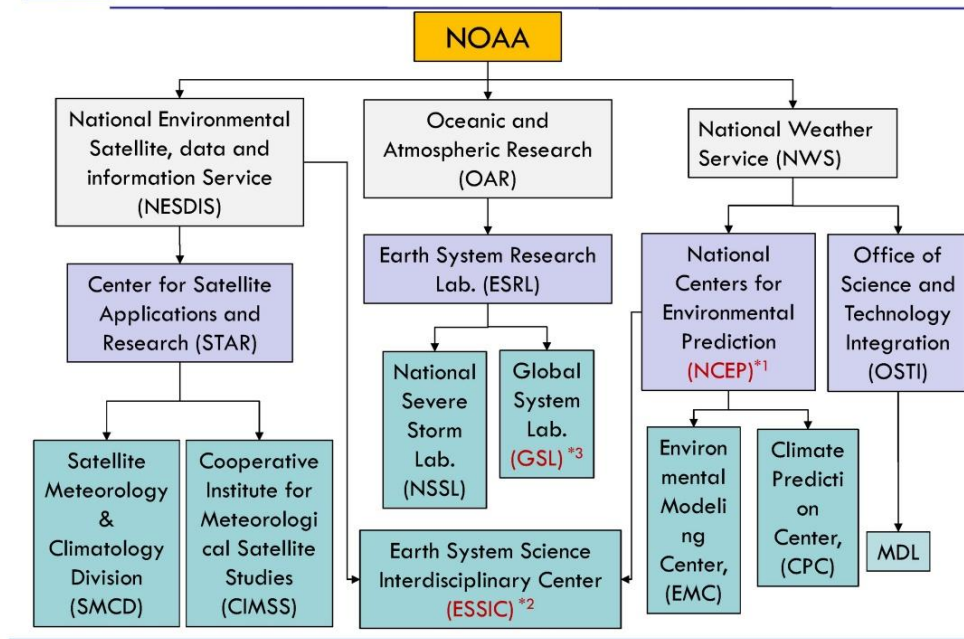 NOAA
National Environmental
Satellite, data and
information Service
(NESDIS)
Oceanic and
Atmospheric Research
(OAR)
National Weather
Service (NWS)
Center for Satellite
Applications and
Research (STAR)
Earth System Research
Lab. (ESRL)
National
Centers for
Environmental
Prediction
(NCEP)*1
Office of
Science and
Technology
Integration
(OSTI)
Satellite
Meteorology
&
Climatology
Division
(SMCD)
Cooperative
Institute for
Meteorologi
cal Satellite
Studies
(CIMSS)
National
Severe
Storm
Lab.
(NSSL)
Global
System
Lab.
(GSL) *3
Earth System Science
Interdisciplinary Center
(ESSIC) *2
Environ
mental
Modeli
ng
Center,
(EMC)
Climate
Predicti
on
Center,
(CPC)
MDL